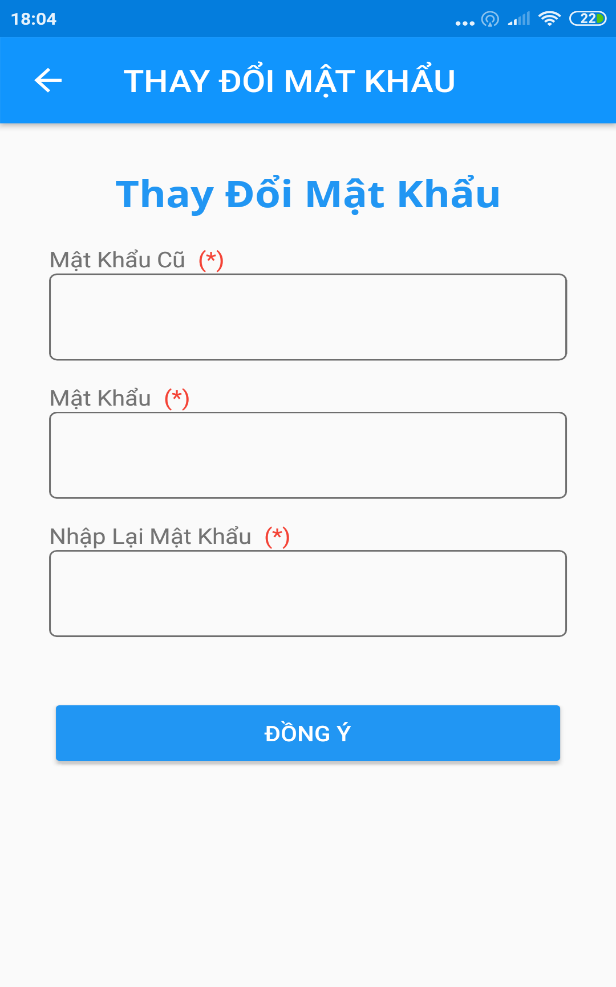 18:04
22
THAY ĐỔI MẬT KHẨU
Thay Đổi Mật Khẩu
Mật Khẩu Cũ (*)
Mật Khẩu (*)
Nhập Lại Mật Khẩu (*)
ĐỒNG Ý